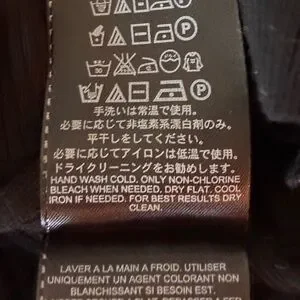 手洗いは常温で使用。
必要に応じて非塩素系漂白剤のみ。
平干しをしてください。
必要に応じてアイロンは低温で使用。
ドライクリーニングをお勧めします。
HAND WASH COLD. ONLY NON-CHLORINE
BLEACH WHEN NEEDED. DRY FLAT. COOL
IRON IF NEEDED. FOR BEST RESULTS DRY
CLEAN.
LAVER A LA MAIN A FROID. UTILISER
UNIQUEMENT UN AGENT COLORANT NON
BLANCHISSANT SI BESOIN EST.